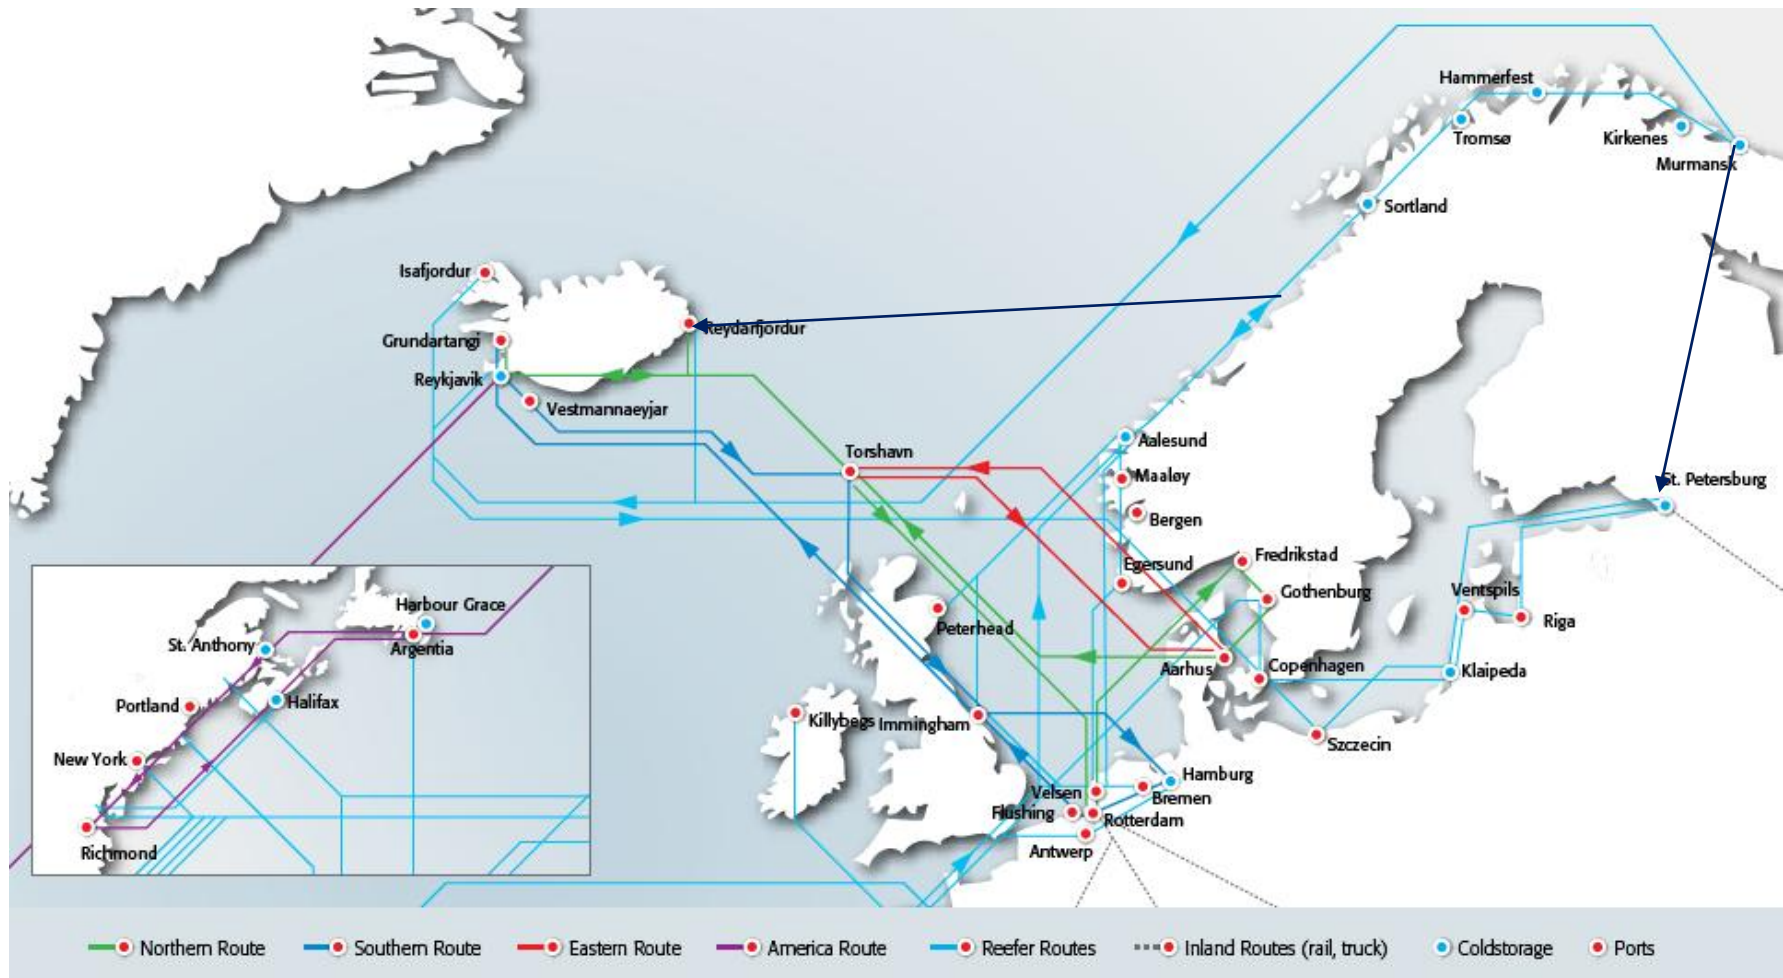 Hammerfest
Tromsø
Kirkenes
Murmansk
Sortland
Isafjordur
Grundartangi
Reydarfjordur
Reykjavik
Vestmannaeyjar
Torshavn
Aalesund
Maaløy
Bergen
Egersund
St. Petersburg
Fredrikstad
Gothenburg
Ventspils
Riga
Peterhead
Aarhus
Copenhagen
Klaipeda
Killybegs
Immingham
Szczecin
Hamburg
Velsen
Bremen
Flushing
Rotterdam
Antwerp
Harbour Grace
St. Anthony
Argentia
Portland
Halifax
New York
Richmond
Northern Route
Southern Route
Eastern Route
America Route
Reefer Routes
Inland Routes (rail, truck)
Coldstorage
Ports